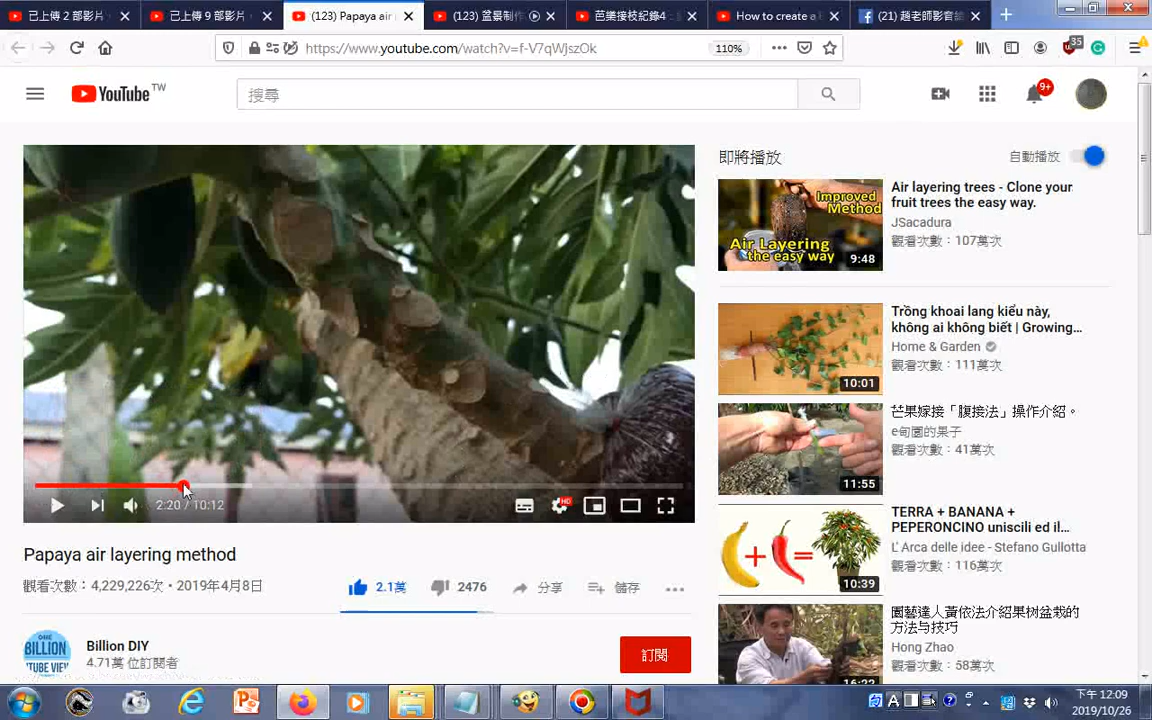 已上傳 2 部影片
已上傳 9 部影片
(123) Papaya air
(123) 盆景制作
芭樂接枝紀錄4
How to create a b
(21) 趙老師影音
https://www.youtube.com/watch?v=f-V7qWJszOk
110%
35
YouTube TW
搜尋
9+
即將播放
自動播放
Improved
Method
Air Layering
the easy way
9:48
Air layering trees - Clone your
fruit trees the easy way.
JSacadura
觀看次數：107萬次
10:01
Trồng khoai lang kiểu này,
không ai không biết | Growing...
Home & Garden
觀看次數：111萬次
11:55
芒果嫁接「腹接法」操作介紹。
e甸園的果子
觀看次數：41萬次
10:39
TERRA + BANANA +
PEPERONCINO uniscili ed il...
L' Arca delle idee - Stefano Gullotta
觀看次數：116萬次
16:22
園藝達人黃依法介紹果树盆栽的
方法与技巧
Hong Zhao
觀看次數：58萬次
2:20 / 10:12
HD
Papaya air layering method
觀看次數：4,229,226次・2019年4月8日
2.1萬
2476
分享
儲存
ONE
BILLION
TUBE VIEW
Billion DIY
4.71萬 位訂閱者
訂閱
A
下午 12:09
2019/10/26